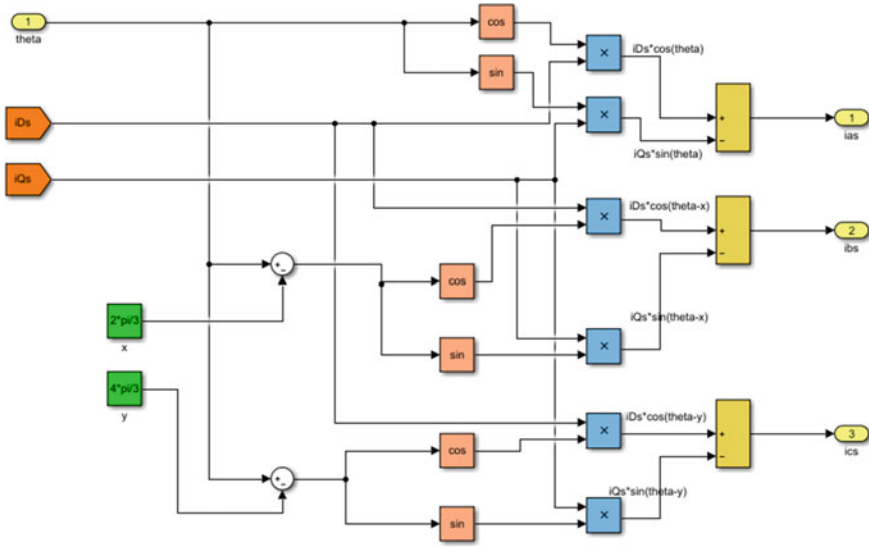 1
theta
cos
sin
×
iDs*cos(theta)
×
iQs*sin(theta)
+
−
1
ias
iDs
iQs
×
iDs*cos(theta-x)
+
−
2
ibs
+
−
cos
2*pi/3
x
sin
×
iQs*sin(theta-x)
4*pi/3
y
×
iDs*cos(theta-y)
+
−
3
ics
cos
+
−
iQs*sin(theta-y)
sin
×